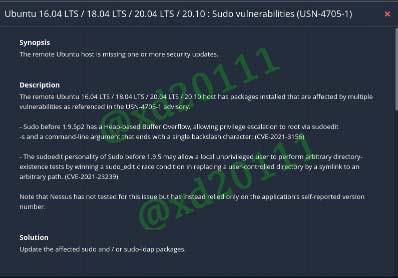 Ubuntu 16.04 LTS / 18.04 LTS / 20.04 LTS / 20.10 : Sudo vulnerabilities (USN-4705-1)
Synopsis
The remote Ubuntu host is missing one or more security updates.
Description
The remote Ubuntu 16.04 LTS / 18.04 LTS / 20.04 LTS / 20.10 host has packages installed that are affected by multiple
vulnerabilities as referenced in the USN-4705-1 advisory.
- Sudo before 1.9.5p2 has a Heap-based Buffer Overflow, allowing privilege escalation to root via sudoedit
-s and a command-line argument that ends with a single backslash character. (CVE-2021-3156)
- The sudoedit personality of Sudo before 1.9.5 may allow a local unprivileged user to perform arbitrary directory-
existence tests by winning a sudo_edit.c race condition in replacing a user-controlled directory by a symlink to an
arbitrary path. (CVE-2021-23239)
Note that Nessus has not tested for this issue but has instead relied only on the application's self-reported version
number.
Solution
Update the affected sudo and / or sudo-ldap packages.
@xd20111
@xd20111